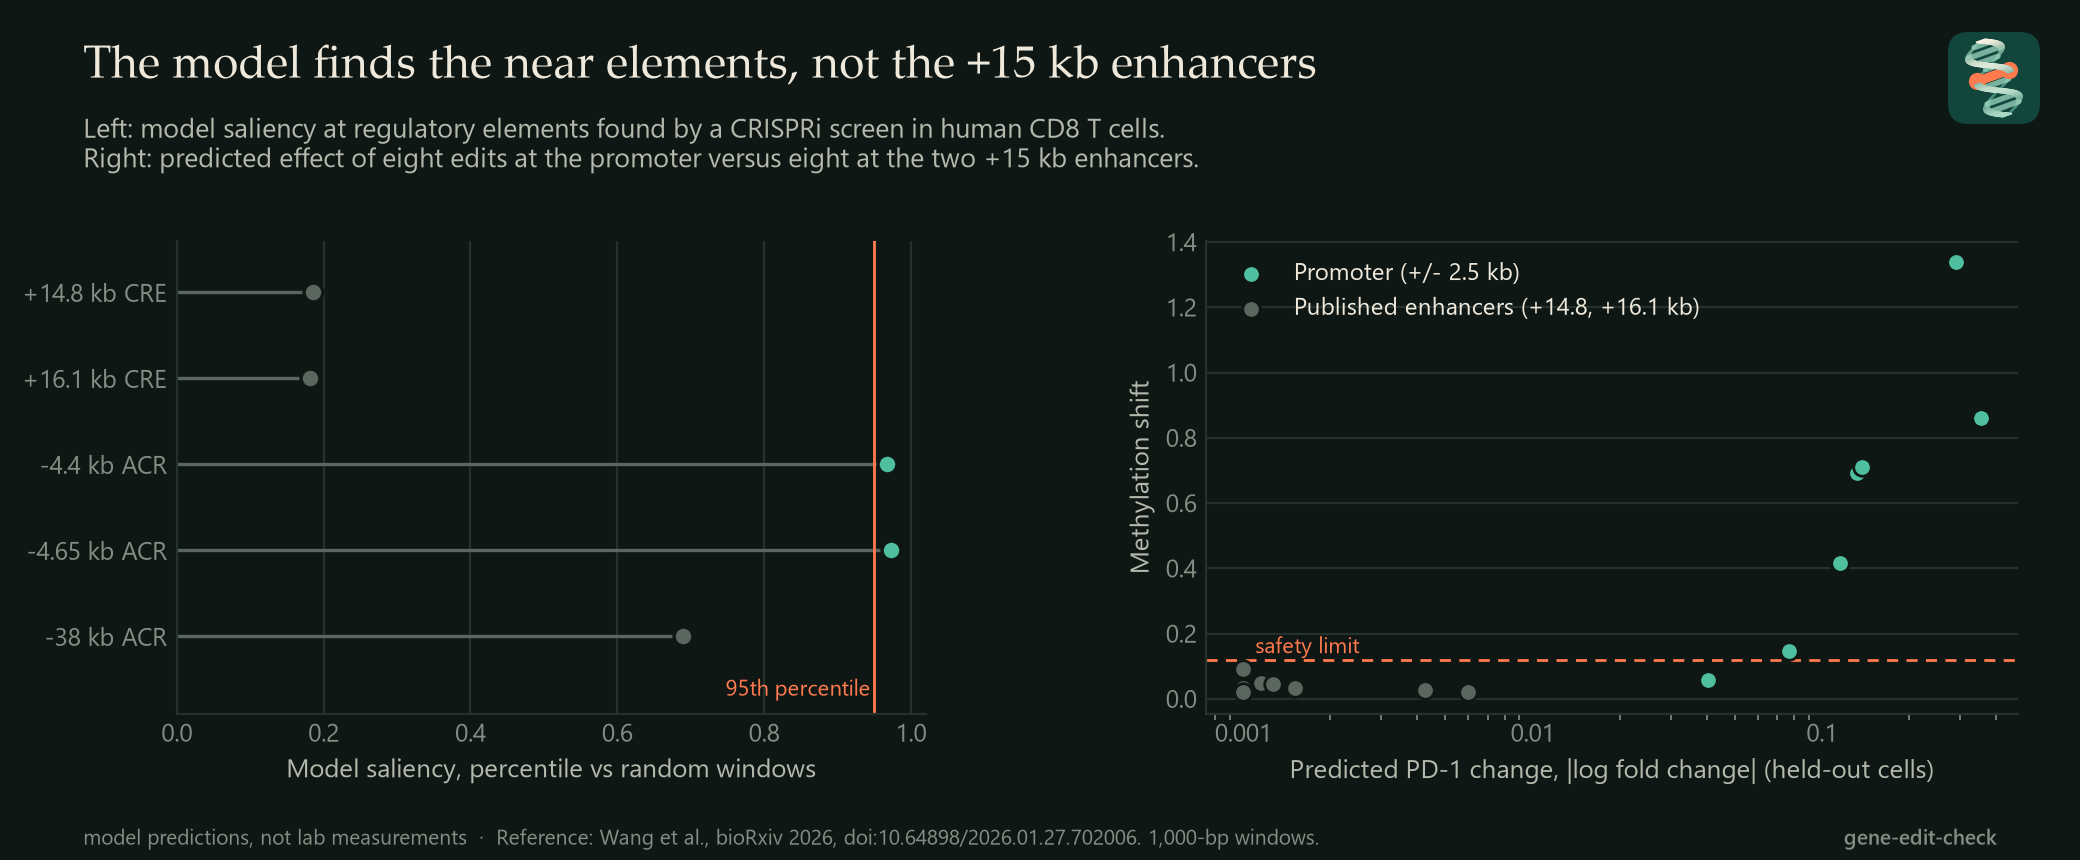 The model finds the near elements, not the +15 kb enhancers
Left: model saliency at regulatory elements found by a CRISPRi screen in human CD8 T cells.
Right: predicted effect of eight edits at the promoter versus eight at the two +15 kb enhancers.
+14.8 kb CRE
+16.1 kb CRE
-4.4 kb ACR
-4.65 kb ACR
-38 kb ACR
95th percentile
0.0 0.2 0.4 0.6 0.8 1.0
Model saliency, percentile vs random windows
Methylation shift
1.4
1.2
1.0
0.8
0.6
0.4
0.2
0.0
Promoter (+/- 2.5 kb)
Published enhancers (+14.8, +16.1 kb)
safety limit
0.001 0.01 0.1
Predicted PD-1 change, |log fold change| (held-out cells)
model predictions, not lab measurements · Reference: Wang et al., bioRxiv 2026, doi:10.64898/2026.01.27.702006. 1,000-bp windows.
gene-edit-check